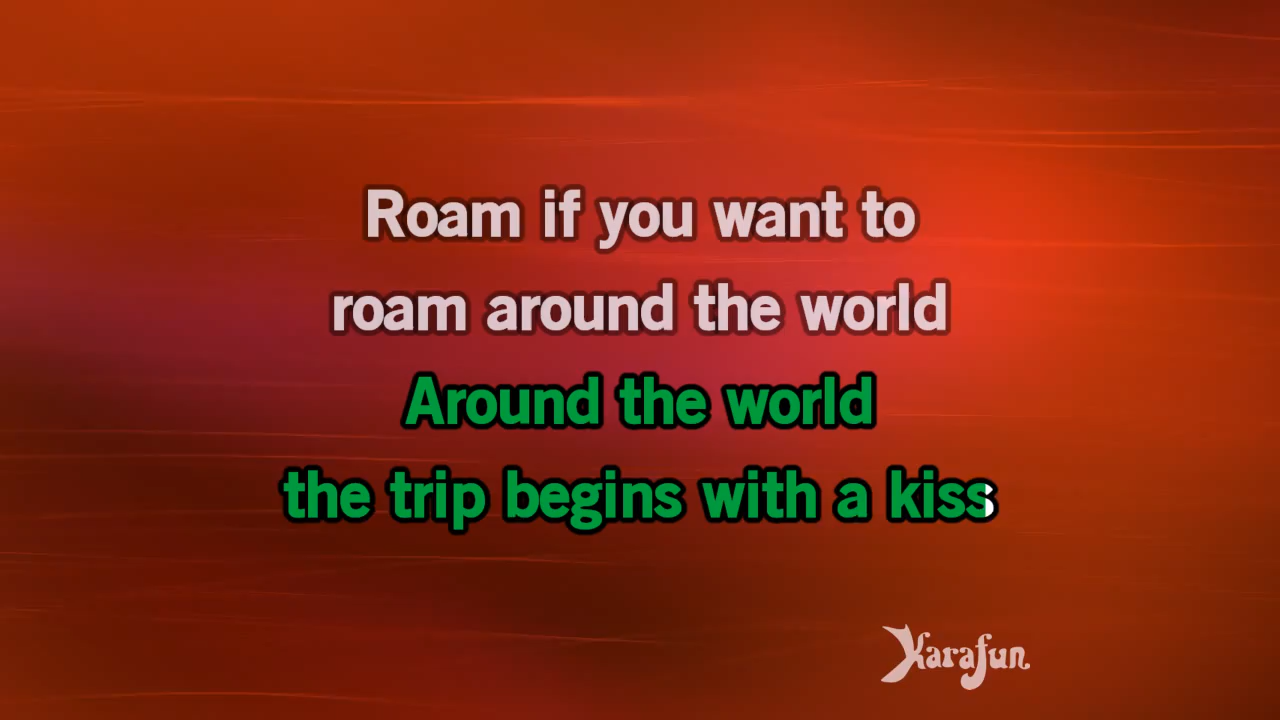 Roam if you want to
roam around the world
Around the world
the trip begins with a kiss
Karafun